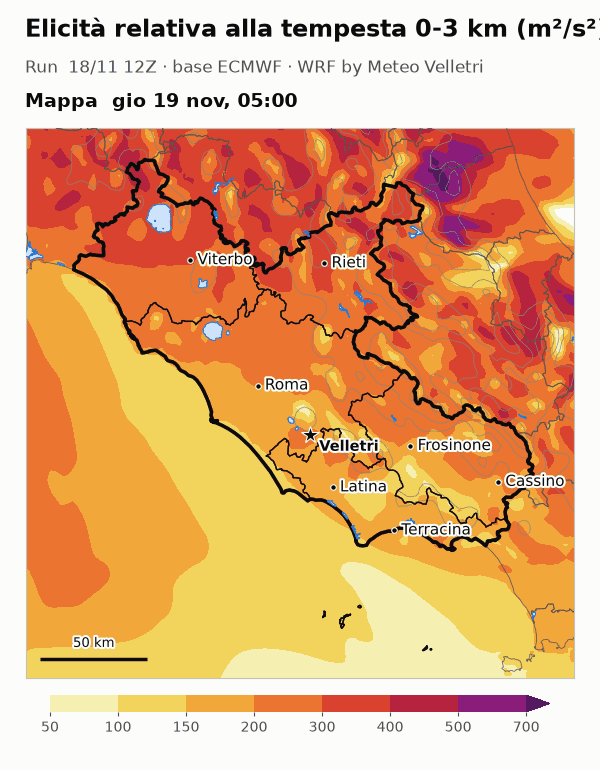 Elicità relativa alla tempesta 0-3 km (m²/s²)
Run 18/11 12Z · base ECMWF · WRF by Meteo Velletri
Mappa gio 19 nov, 05:00
Viterbo
Rieti
Roma
Velletri
Frosinone
Latina
Cassino
Terracina
50 km
50 100 150 200 300 400 500 700